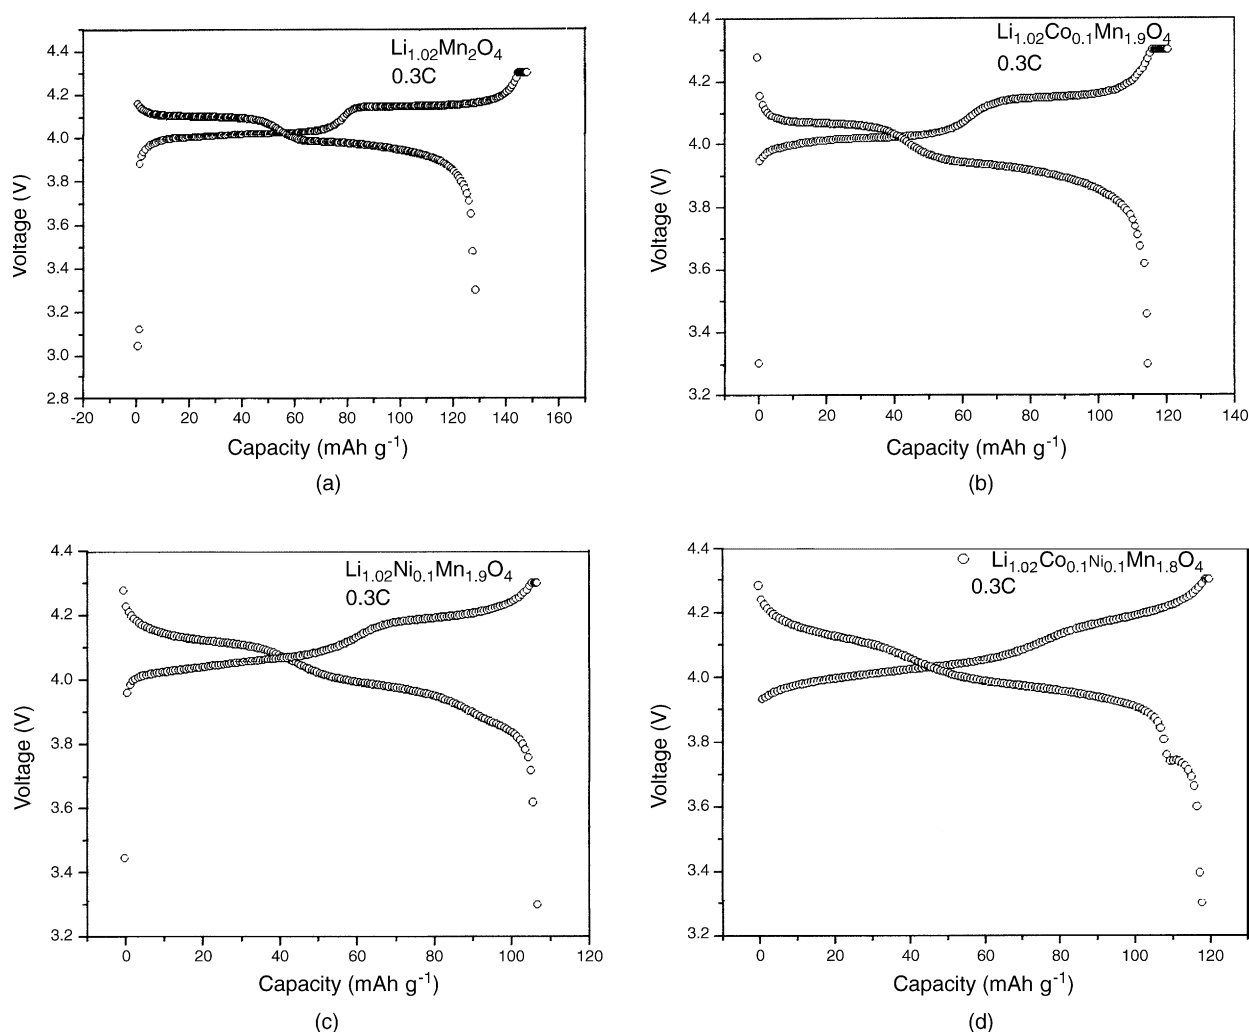 Li1.02Mn2O4
0.3C
4.4
4.2
4.0
3.8
3.6
3.4
3.2
3.0
2.8
Voltage (V)
-20 0 20 40 60 80 100 120 140 160
Capacity (mAh g-1)
(a)
Li1.02Co0.1Mn1.9O4
0.3C
4.4
4.2
4.0
3.8
3.6
3.4
3.2
Voltage (V)
0 20 40 60 80 100 120 140
Capacity (mAh g-1)
(b)
Li1.02Ni0.1Mn1.9O4
0.3C
4.4
4.2
4.0
3.8
3.6
3.4
3.2
Voltage (V)
0 20 40 60 80 100 120
Capacity (mAh g-1)
(c)
Li1.02Co0.1Ni0.1Mn1.8O4
0.3C
4.4
4.2
4.0
3.8
3.6
3.4
3.2
Voltage (V)
0 20 40 60 80 100 120
Capacity (mAh g-1)
(d)